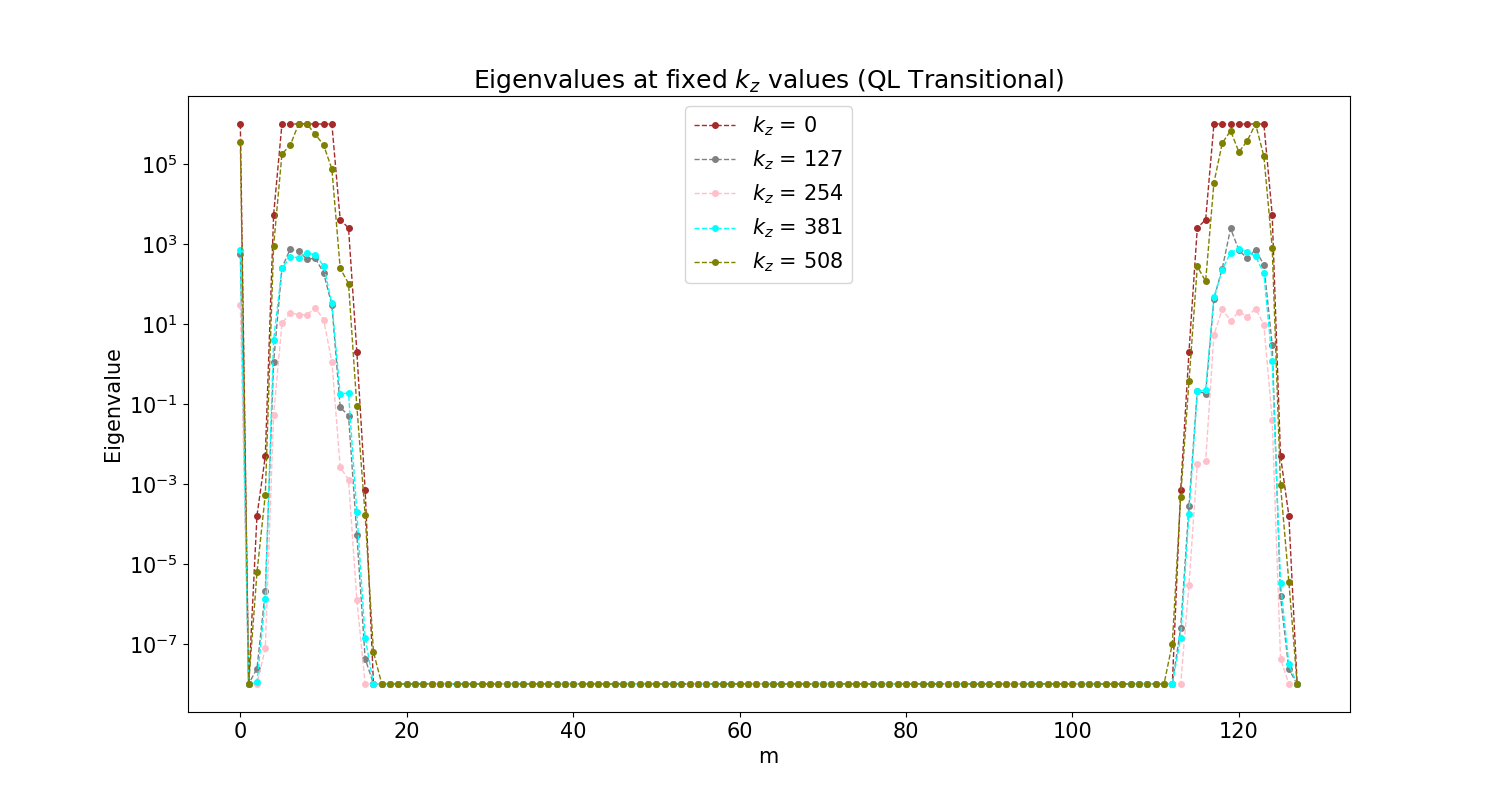 Eigenvalues at fixed $k_z$ values (QL Transitional)
$k_z$ = 0
$k_z$ = 127
$k_z$ = 254
$k_z$ = 381
$k_z$ = 508
Eigenvalue
$10^5$
$10^3$
$10^1$
$10^{-1}$
$10^{-3}$
$10^{-5}$
$10^{-7}$
0 20 40 60 80 100 120
m